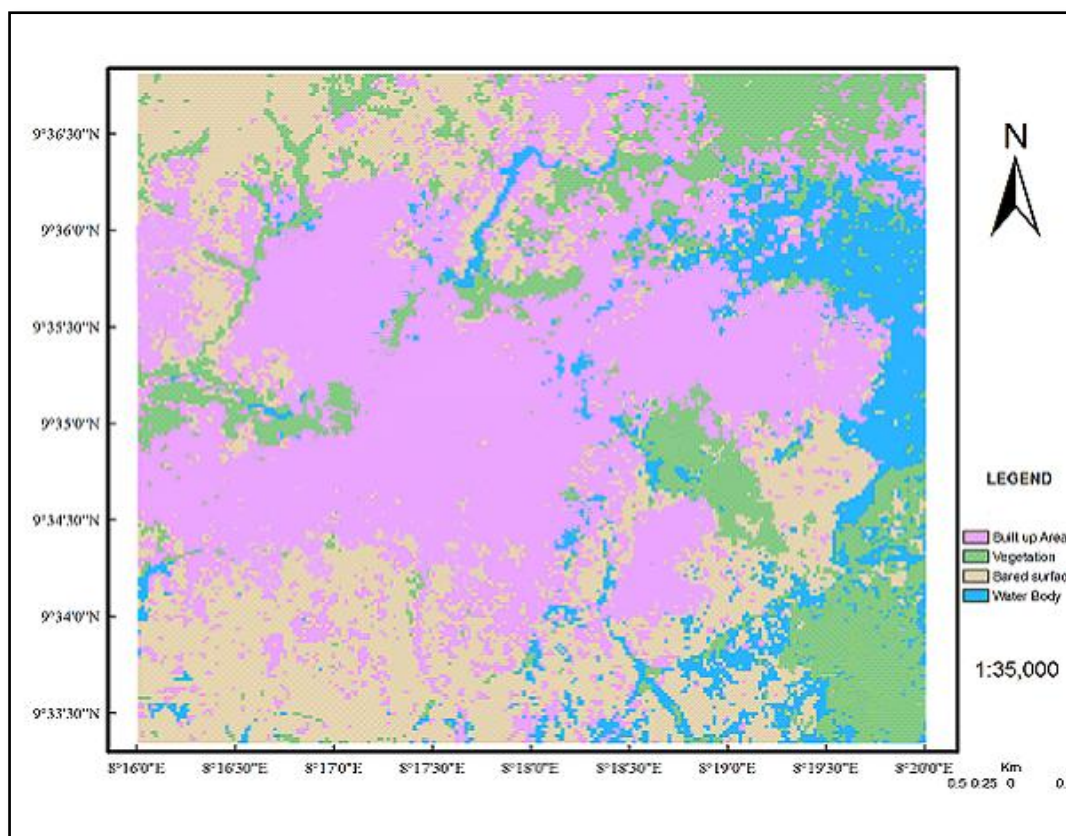 9°36'30"N
9°36'0"N
9°35'30"N
9°35'0"N
9°34'30"N
9°34'0"N
9°33'30"N
8°16'0"E 8°16'30"E 8°17'0"E 8°17'30"E 8°18'0"E 8°18'30"E 8°19'0"E 8°19'30"E 8°20'0"E
N
LEGEND
Built up Area
Vegetation
Bared surfac
Water Body
1:35,000
Km
0.5 0.25 0 0.